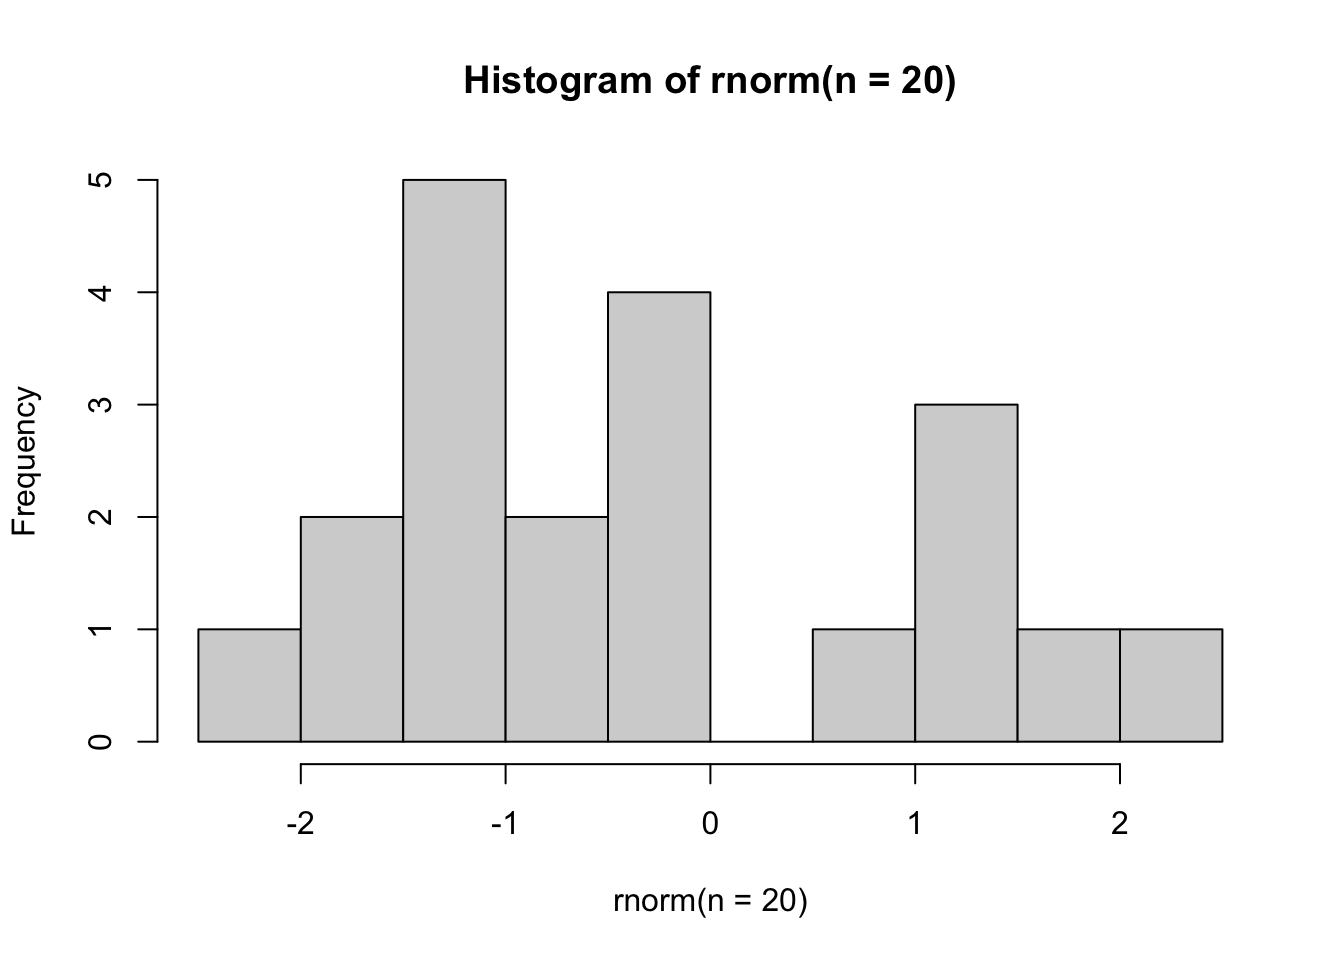 Histogram of rnorm(n = 20)
5
4
3
2
1
0
Frequency
-2 -1 0 1 2
rnorm(n = 20)